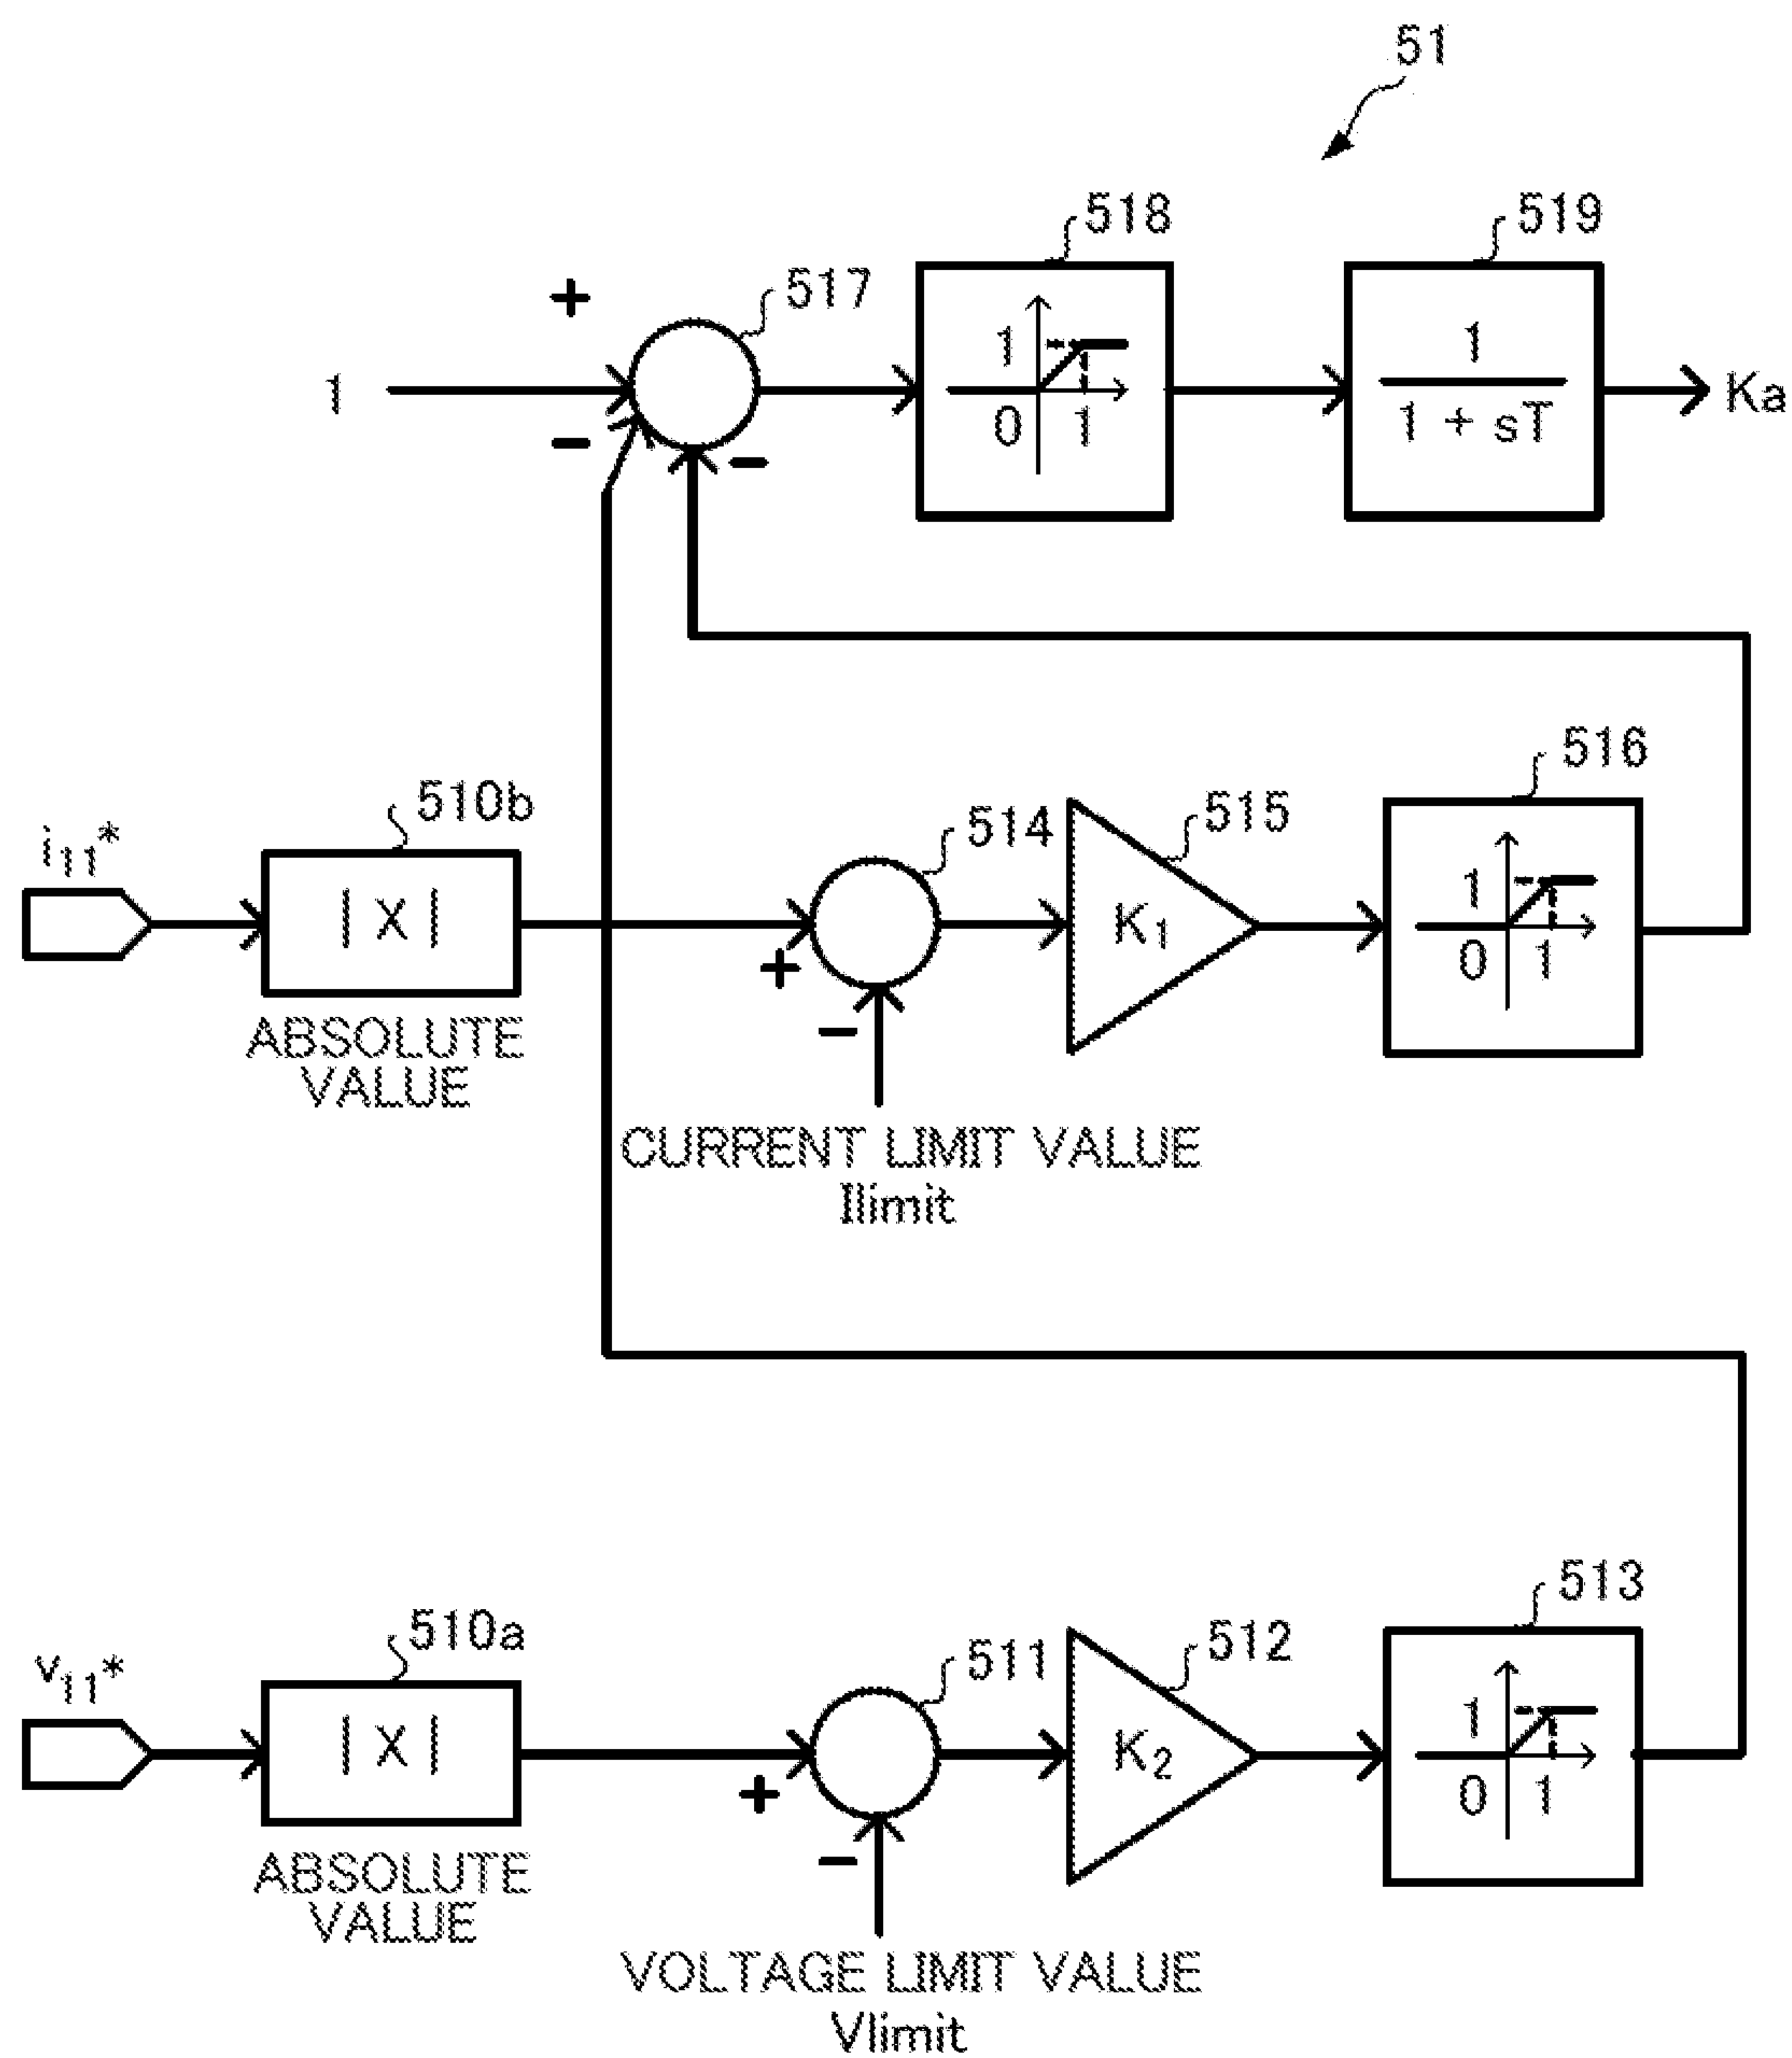 51
518
519
517
+
1
1
0
1
1
1 + sT
Ka
−
−
516
510b
i11*
| X |
514
515
K1
1
0
1
+
−
ABSOLUTE
VALUE
CURRENT LIMIT VALUE
Ilimit
513
510a
v11*
| X |
511
512
K2
1
0
1
+
−
ABSOLUTE
VALUE
VOLTAGE LIMIT VALUE
Vlimit